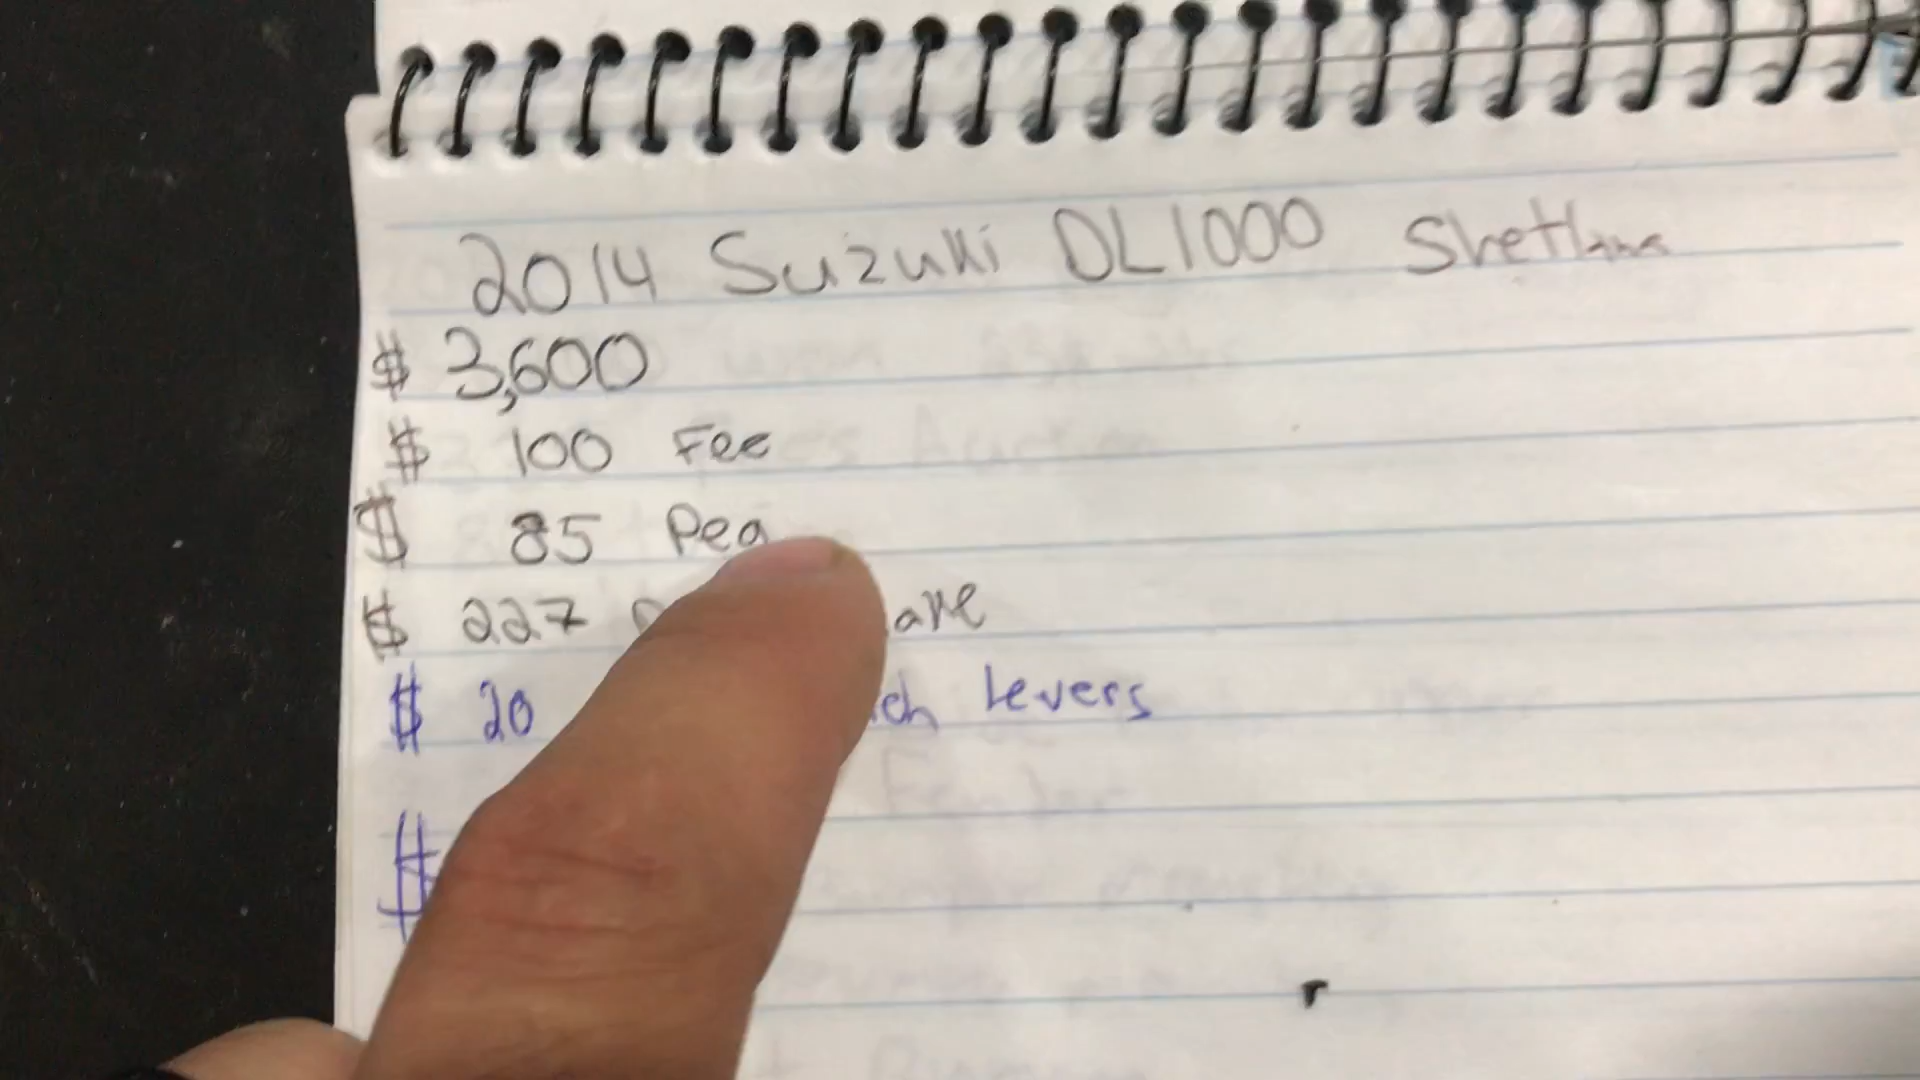 2014 Suzuki DL1000 Shetland
$ 3,600
$ 100 Fee
$ 85 Peg
$ 227
$ 20 Levers
$